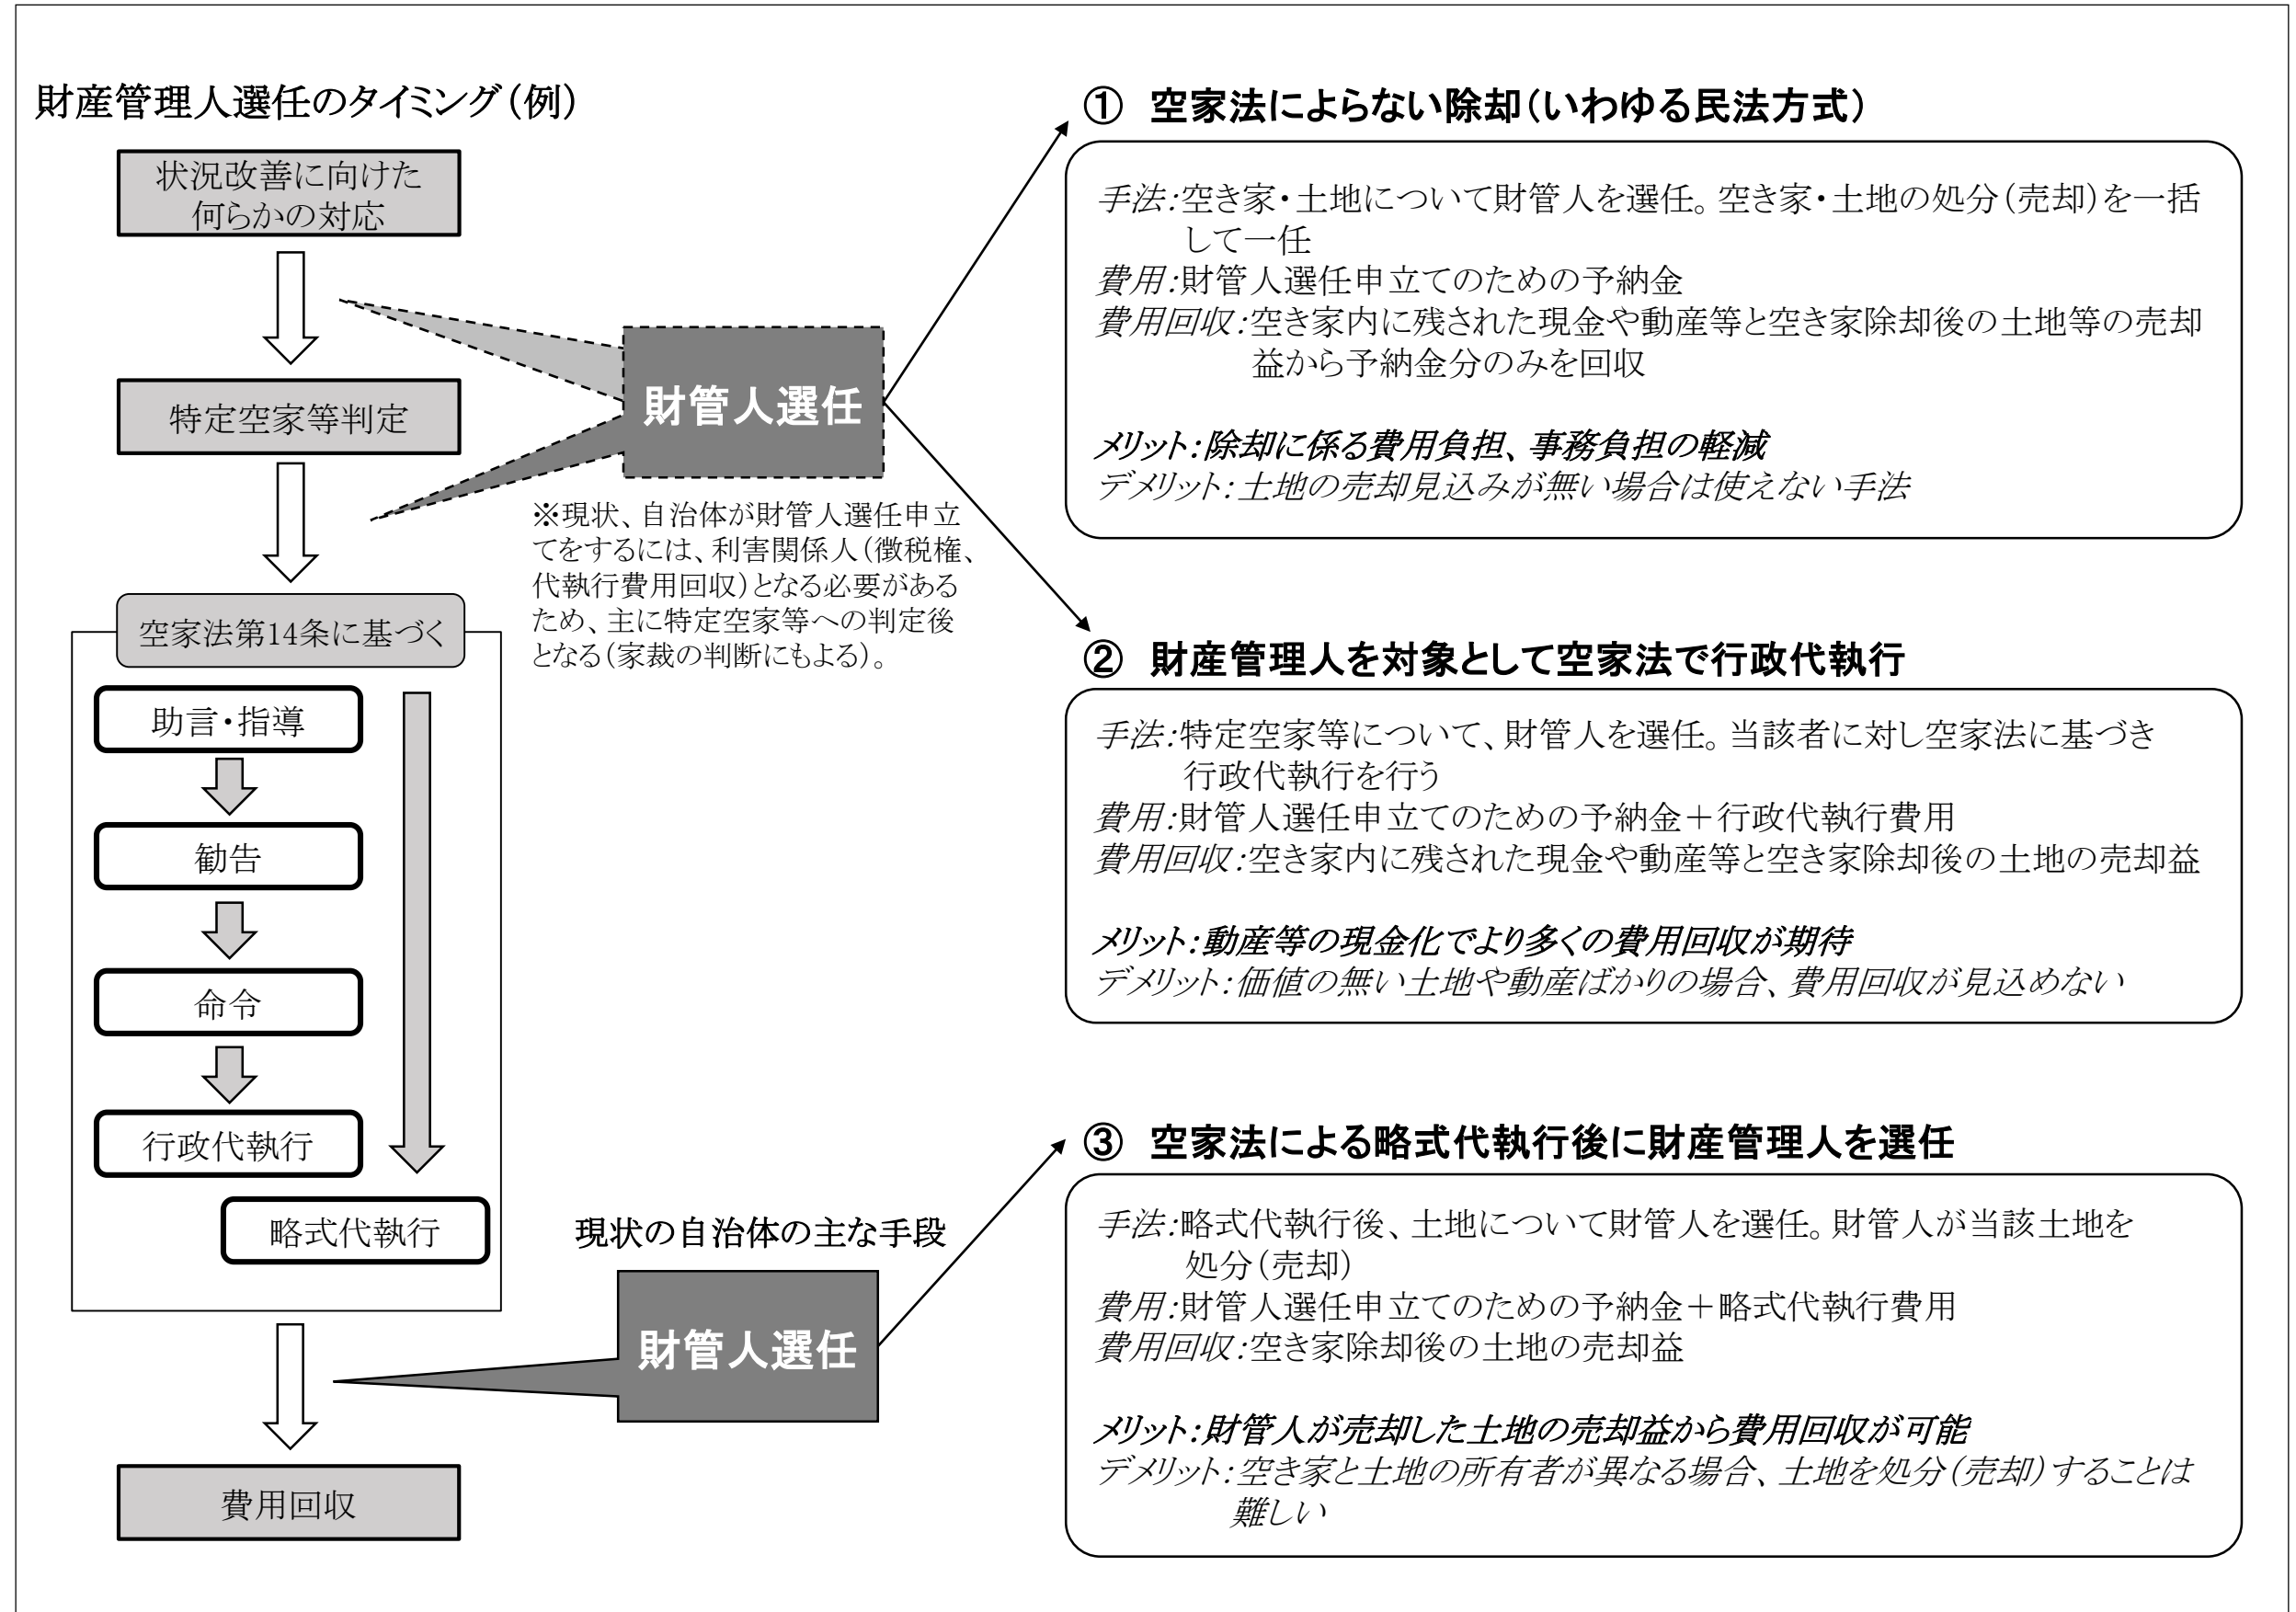 財産管理人選任のタイミング（例）
状況改善に向けた
何らかの対応
特定空家等判定
空家法第14条に基づく
助言・指導
勧告
命令
行政代執行
略式代執行
費用回収
財管人選任
※現状、自治体が財管人選任申立
てをするには、利害関係人（徴税権、
代執行費用回収）となる必要がある
ため、主に特定空家等への判定後
となる（家裁の判断にもよる）。
現状の自治体の主な手段
財管人選任
① 空家法によらない除却（いわゆる民法方式）
手法：空き家・土地について財管人を選任。空き家・土地の処分（売却）を一括
して一任
費用：財管人選任申立てのための予納金
費用回収：空き家内に残された現金や動産等と空き家除却後の土地等の売却
益から予納金分のみを回収
メリット：除却に係る費用負担、事務負担の軽減
デメリット：土地の売却見込みが無い場合は使えない手法
② 財産管理人を対象として空家法で行政代執行
手法：特定空家等について、財管人を選任。当該者に対し空家法に基づき
行政代執行を行う
費用：財管人選任申立てのための予納金＋行政代執行費用
費用回収：空き家内に残された現金や動産等と空き家除却後の土地の売却益
メリット：動産等の現金化でより多くの費用回収が期待
デメリット：価値の無い土地や動産ばかりの場合、費用回収が見込めない
③ 空家法による略式代執行後に財産管理人を選任
手法：略式代執行後、土地について財管人を選任。財管人が当該土地を
処分（売却）
費用：財管人選任申立てのための予納金＋略式代執行費用
費用回収：空き家除却後の土地の売却益
メリット：財管人が売却した土地の売却益から費用回収が可能
デメリット：空き家と土地の所有者が異なる場合、土地を処分（売却）することは
難しい